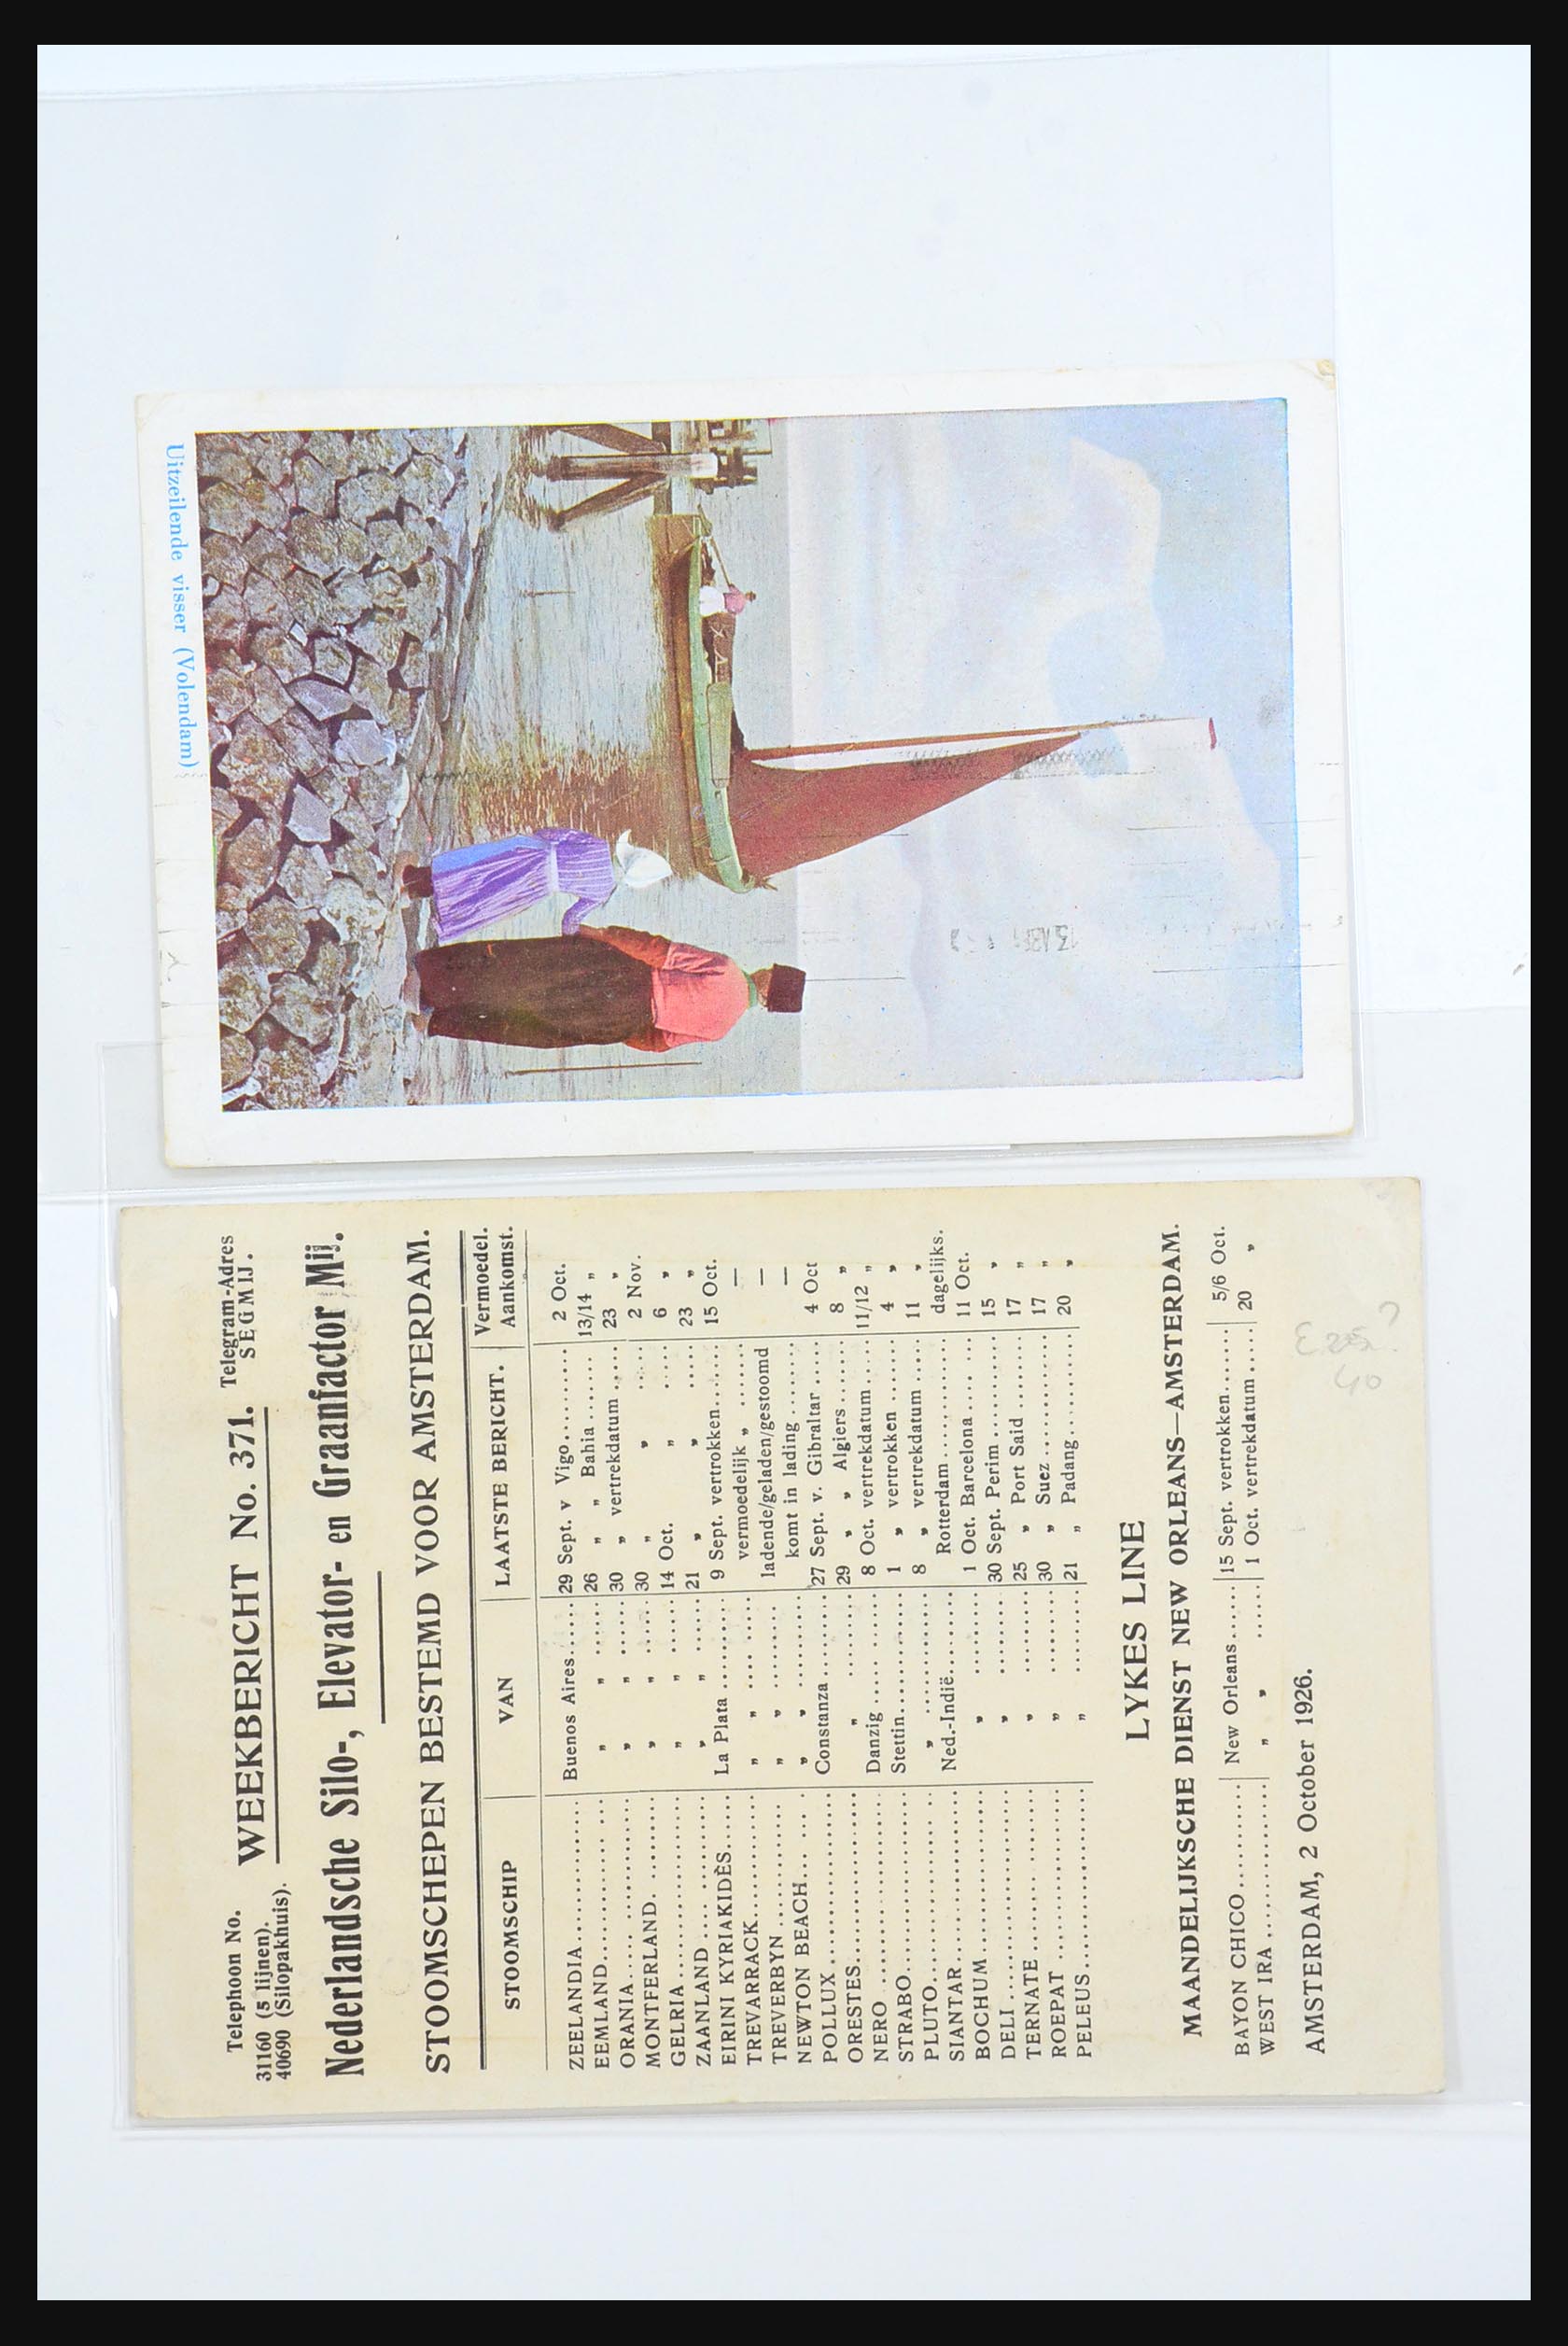 Uitzeilende visser (Volendam)
Telephoon No.
31160 (5 lijnen).
40690 (Silopakhuis).
WEEKBERICHT No. 371.
Telegram-Adres
SEGMIJ.
Nederlandsche Silo-, Elevator- en Graanfactor Mij.
STOOMSCHEPEN BESTEMD VOOR AMSTERDAM.
STOOMSCHIP VAN LAATSTE BERICHT. Vermoedel. Aankomst.
ZEELANDIA Buenos Aires 29 Sept. v Vigo 2 Oct.
EEMLAND " 26 " " Bahia 13/14 "
ORANIA " 30 " vertrekdatum 23 "
MONTFERLAND. " 30 " " 2 Nov.
GELRIA " 14 Oct. " 6 "
ZAANLAND " " 21 " " 23 "
EIRINI KYRIAKIDÈS La Plata 9 Sept. vertrokken 15 Oct.
TREVARRACK " " vermoedelijk " —
TREVERBYN " " ladende/geladen/gestoomd —
NEWTON BEACH " " komt in lading —
POLLUX Constanza 27 Sept. v. Gibraltar 4 Oct
ORESTES " 29 " " Algiers 8 "
NERO Danzig 8 Oct. vertrekdatum 11/12 "
STRABO Stettin 1 " vertrokken 4 "
PLUTO " 8 " vertrekdatum 11 "
SIANTAR Ned.-Indië Rotterdam dagelijks.
BOCHUM " 1 Oct. Barcelona 11 Oct.
DELI " 30 Sept. Perim 15 "
TERNATE " 25 " Port Said 17 "
ROEPAT " 30 " Suez 17 "
PELEUS " 21 " Padang 20 "
LYKES LINE
MAANDELIJKSCHE DIENST NEW ORLEANS—AMSTERDAM.
BAYON CHICO New Orleans 15 Sept. vertrokken 5/6 Oct.
WEST IRA " " 1 Oct. vertrekdatum 20 "
AMSTERDAM, 2 October 1926.
40